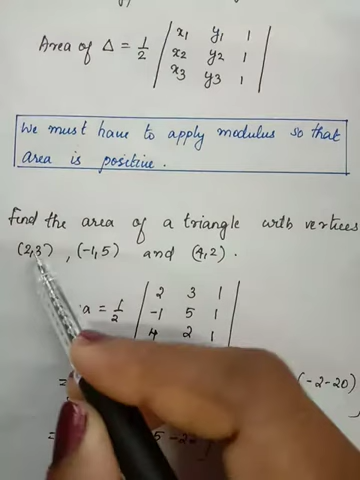 Area of Δ = 1/2 | x1 y1 1 |
| x2 y2 1 |
| x3 y3 1 |
We must have to apply modulus so that
area is positive.
Find the area of a triangle with vertices
(2,3), (-1,5) and (4,2).
= 1/2 | 2 3 1 |
| -1 5 1 |
| 4 2 1 |
= (-2-20)
=